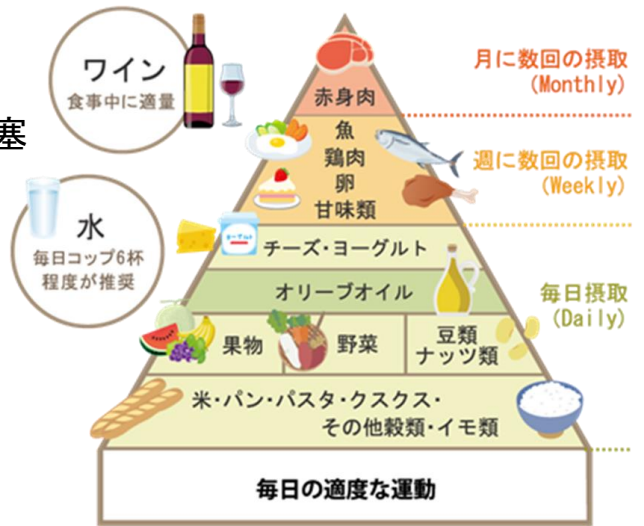 ワイン
食事中に適量
塞
水
毎日コップ6杯
程度が推奨
赤身肉
魚
鶏肉
卵
甘味類
チーズ・ヨーグルト
ヨーグルト
オリーブオイル
果物
野菜
豆類
ナッツ類
米・パン・パスタ・クスクス・
その他穀類・イモ類
毎日の適度な運動
月に数回の摂取
(Monthly)
週に数回の摂取
(Weekly)
毎日摂取
(Daily)